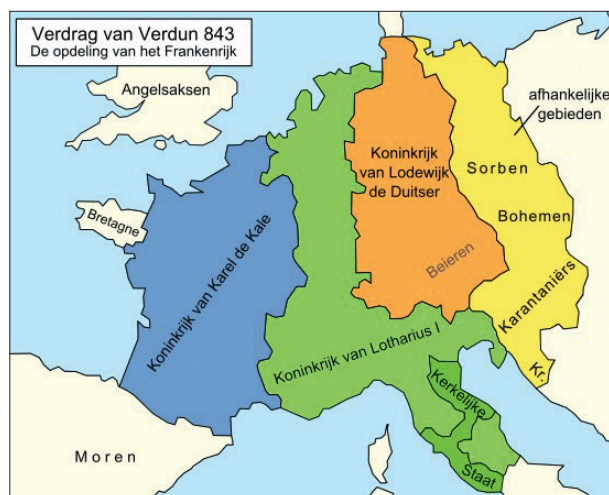 Verdrag van Verdun 843
De opdeling van het Frankenrijk
Angelsaksen
afhankelijke
gebieden
Koninkrijk
van Lodewijk
de Duitser
Sorben
Bohemen
Bretagne
Beieren
Koninkrijk van Karel de Kale
Karantaniërs
Koninkrijk van Lotharius I
Kr.
Kerkelijke
Staat
Moren